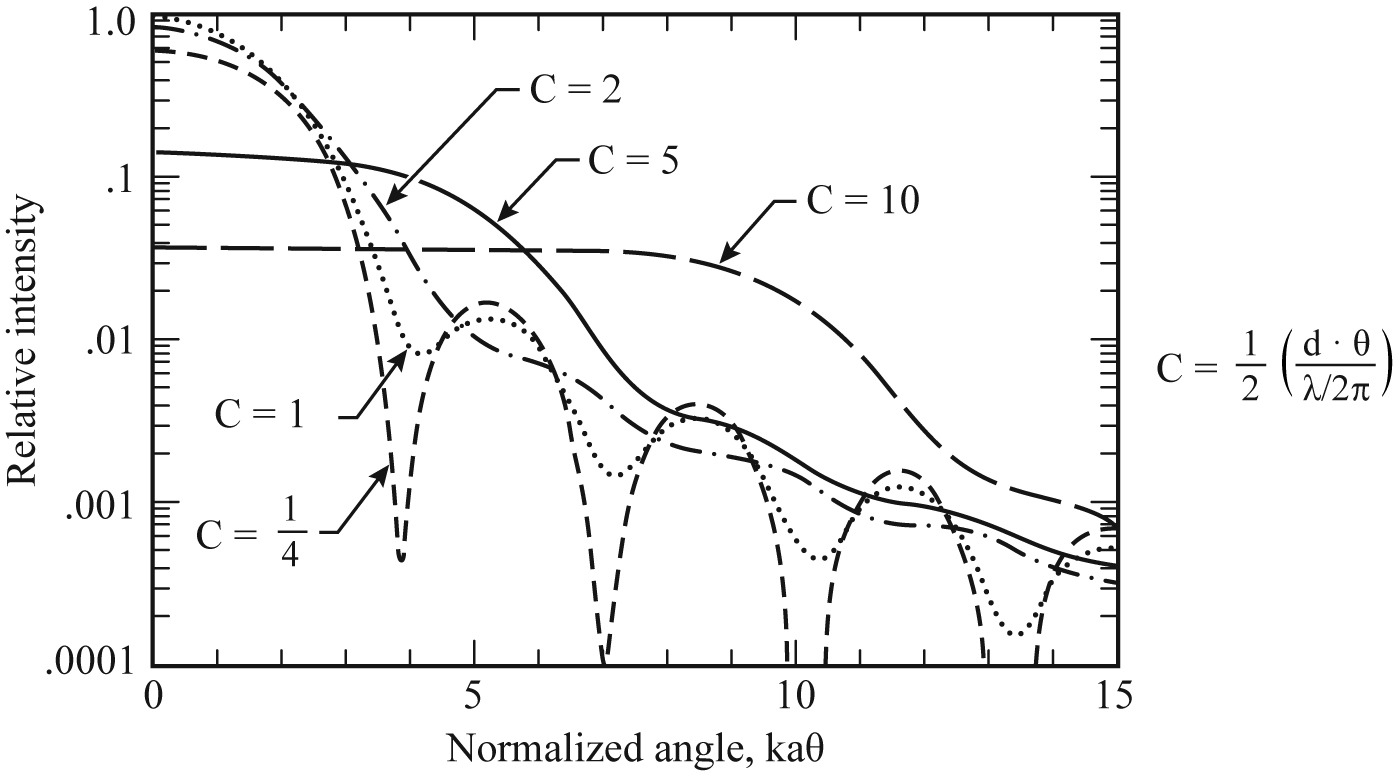 1.0
.1
.01
.001
.0001
0
5
10
15
Relative intensity
Normalized angle, kaθ
C = 2
C = 5
C = 10
C = 1
C = 1/4
C = 1/2 (d · θ / λ/2π)